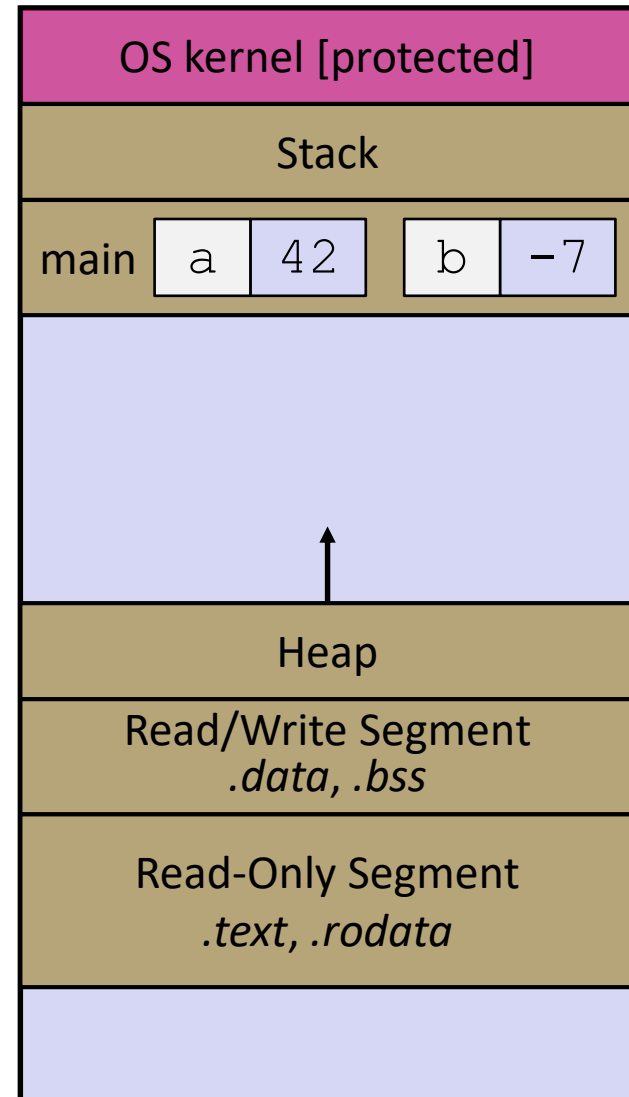 OS kernel [protected]
Stack
main a 42 b -7
Heap
Read/Write Segment
.data, .bss
Read-Only Segment
.text, .rodata